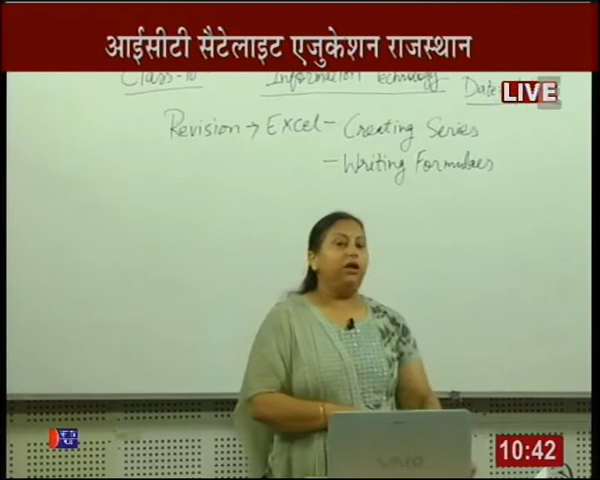 आईसीटी सैटेलाइट एजुकेशन राजस्थान
Class-10 Information Technology Date
LIVE
Revision → Excel - Creating Series
- Writing Formulaes
VAIO
10:42